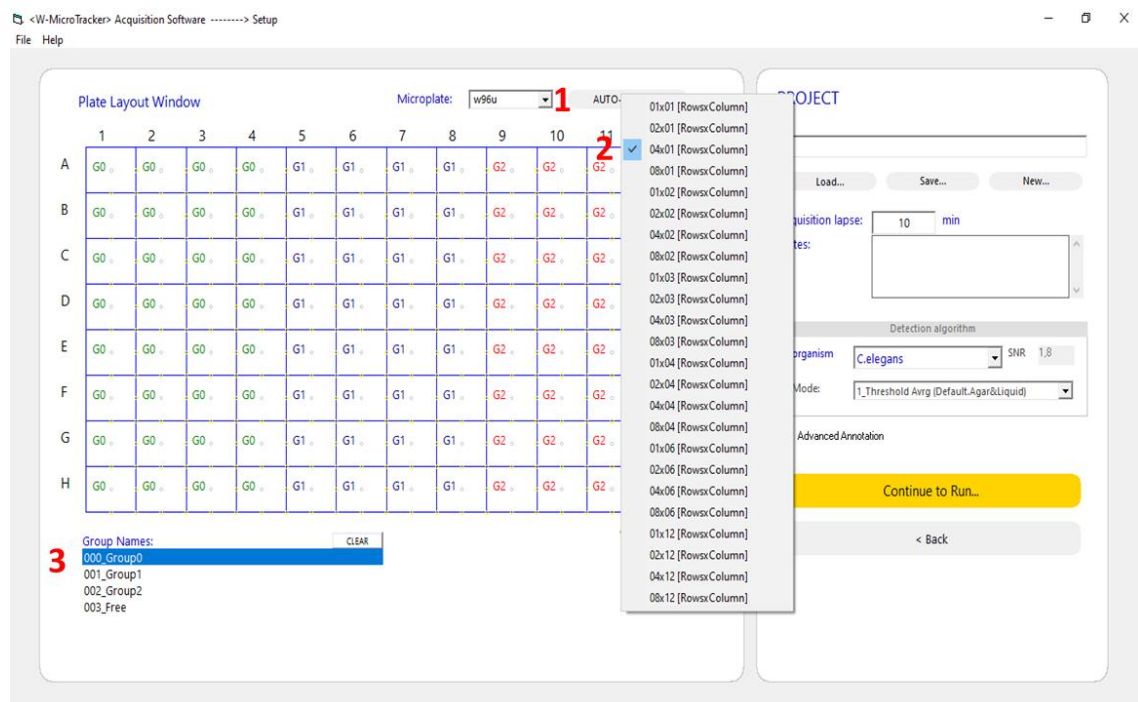 <W-MicroTracker> Acquisition Software --------> Setup
File Help
Plate Layout Window
Microplate: w96u 1 AUTO-
1 2 3 4 5 6 7 8 9 10 11
2
A G0 G0 G0 G0 G1 G1 G1 G1 G2 G2 G2
B G0 G0 G0 G0 G1 G1 G1 G1 G2 G2 G2
C G0 G0 G0 G0 G1 G1 G1 G1 G2 G2 G2
D G0 G0 G0 G0 G1 G1 G1 G1 G2 G2 G2
E G0 G0 G0 G0 G1 G1 G1 G1 G2 G2 G2
F G0 G0 G0 G0 G1 G1 G1 G1 G2 G2 G2
G G0 G0 G0 G0 G1 G1 G1 G1 G2 G2 G2
H G0 G0 G0 G0 G1 G1 G1 G1 G2 G2 G2
Group Names: CLEAR
3
000_Group0
001_Group1
002_Group2
003_Free
01x01 [RowsxColumn]
02x01 [RowsxColumn]
04x01 [RowsxColumn]
08x01 [RowsxColumn]
01x02 [RowsxColumn]
02x02 [RowsxColumn]
04x02 [RowsxColumn]
08x02 [RowsxColumn]
01x03 [RowsxColumn]
02x03 [RowsxColumn]
04x03 [RowsxColumn]
08x03 [RowsxColumn]
01x04 [RowsxColumn]
02x04 [RowsxColumn]
04x04 [RowsxColumn]
08x04 [RowsxColumn]
01x06 [RowsxColumn]
02x06 [RowsxColumn]
04x06 [RowsxColumn]
08x06 [RowsxColumn]
01x12 [RowsxColumn]
02x12 [RowsxColumn]
04x12 [RowsxColumn]
08x12 [RowsxColumn]
OJECT
Load... Save... New...
quisition lapse: 10 min
tes:
Detection algorithm
organism C.elegans SNR 1,8
Mode: 1_Threshold Avrg (Default.Agar&Liquid)
Advanced Annotation
Continue to Run...
< Back